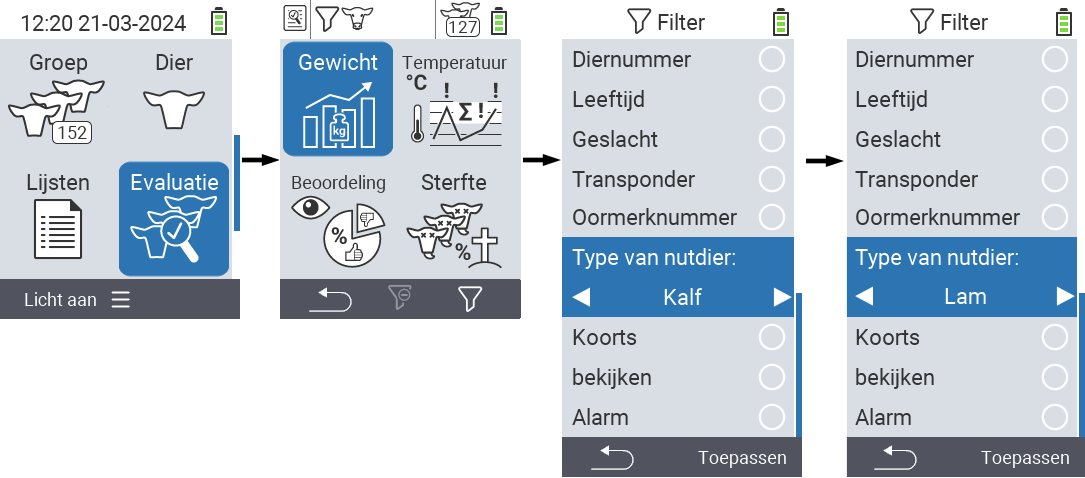 12:20 21-03-2024
Groep
Dier
152
Lijsten
Evaluatie
Licht aan
127
Gewicht
kg
Temperatuur
°C
! !
Σ!
Beoordeling
%
Sterfte
%
Filter
Diernummer
Leeftijd
Geslacht
Transponder
Oormerknummer
Type van nutdier:
Kalf
Koorts
bekijken
Alarm
Toepassen
Filter
Diernummer
Leeftijd
Geslacht
Transponder
Oormerknummer
Type van nutdier:
Lam
Koorts
bekijken
Alarm
Toepassen